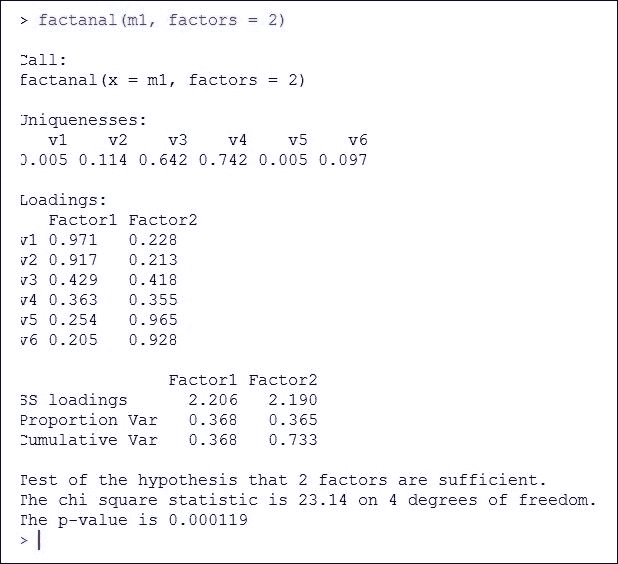 > factanal(m1, factors = 2)
Call:
factanal(x = m1, factors = 2)
Uniquenesses:
v1 v2 v3 v4 v5 v6
0.005 0.114 0.642 0.742 0.005 0.097
Loadings:
Factor1 Factor2
v1 0.971 0.228
v2 0.917 0.213
v3 0.429 0.418
v4 0.363 0.355
v5 0.254 0.965
v6 0.205 0.928
Factor1 Factor2
SS loadings 2.206 2.190
Proportion Var 0.368 0.365
Cumulative Var 0.368 0.733
Test of the hypothesis that 2 factors are sufficient.
The chi square statistic is 23.14 on 4 degrees of freedom.
The p-value is 0.000119
>